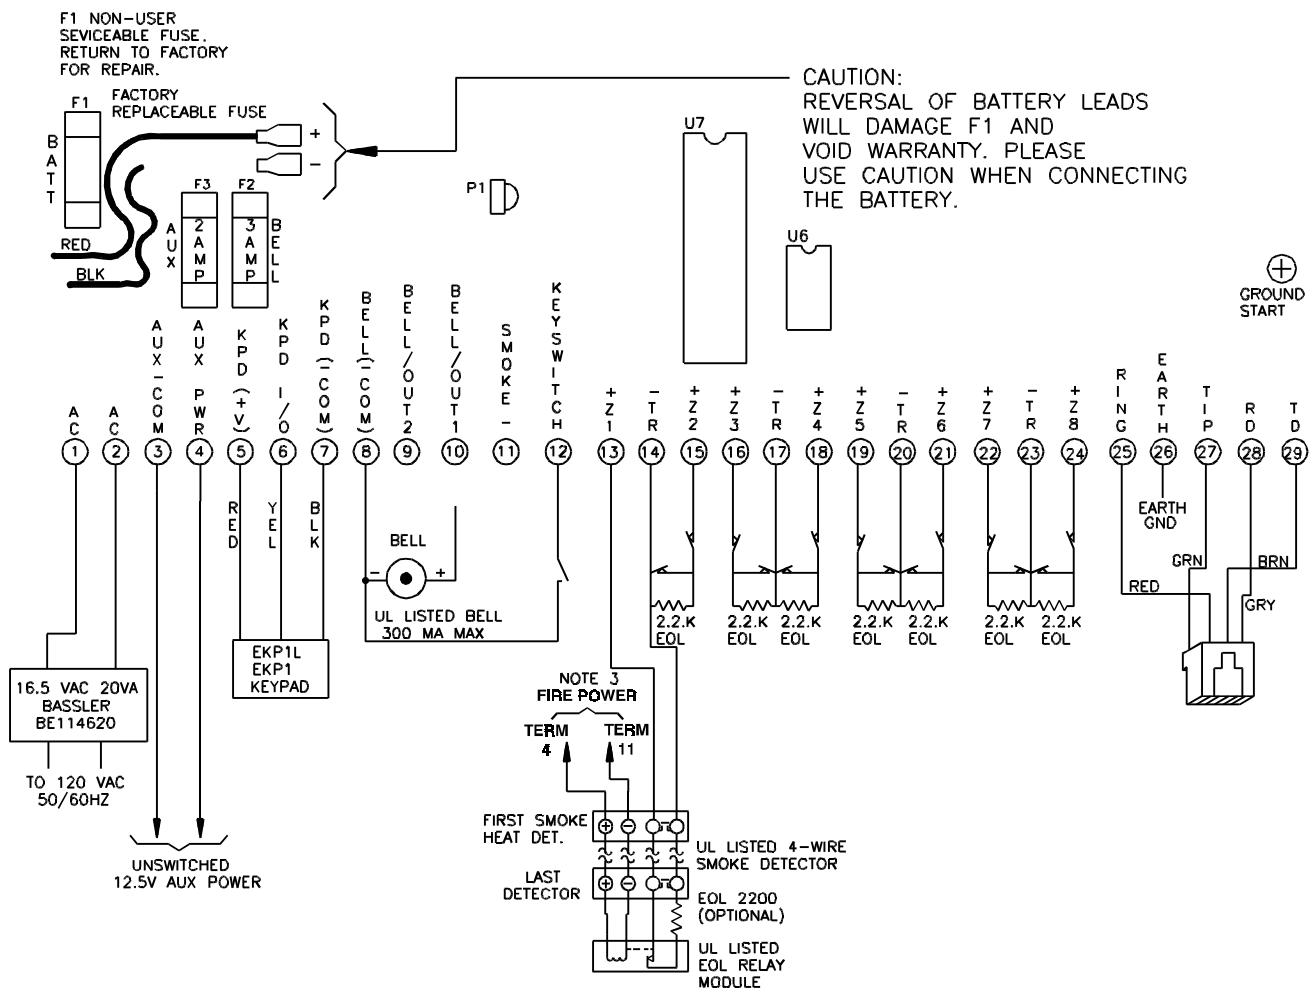 F1 NON-USER
SEVICEABLE FUSE.
RETURN TO FACTORY
FOR REPAIR.
F1
FACTORY
REPLACEABLE FUSE
BATT
+
-
RED
BLK
F3
2 AMP
AUX
F2
3 AMP
BELL
P1
U7
U6
CAUTION:
REVERSAL OF BATTERY LEADS
WILL DAMAGE F1 AND
VOID WARRANTY. PLEASE
USE CAUTION WHEN CONNECTING
THE BATTERY.
GROUND
START
AC
AC
AUX-COM
AUX PWR
KPD (+V)
KPD I/O
KPD (-COM)
BELL(-COM)
BELL/OUT2
BELL/OUT1
SMOKE -
KEYSWITCH
+Z1
-TR
+Z2
+Z3
-TR
+Z4
+Z5
-TR
+Z6
+Z7
-TR
+Z8
RING
EARTH
TIP
RD
TD
1 2 3 4 5 6 7 8 9 10 11 12 13 14 15 16 17 18 19 20 21 22 23 24 25 26 27 28 29
RED
YEL
BLK
BELL
- +
UL LISTED BELL
300 MA MAX
EKP1L
EKP1
KEYPAD
16.5 VAC 20VA
BASSLER
BE114620
TO 120 VAC
50/60HZ
UNSWITCHED
12.5V AUX POWER
2.2.K
EOL
2.2.K
EOL
2.2.K
EOL
2.2.K
EOL
2.2.K
EOL
2.2.K
EOL
2.2.K
EOL
EARTH
GND
GRN
BRN
RED
GRY
NOTE 3
FIRE POWER
TERM
4
TERM
11
FIRST SMOKE
HEAT DET.
+ - -
UL LISTED 4-WIRE
SMOKE DETECTOR
LAST
DETECTOR
+ - -
EOL 2200
(OPTIONAL)
UL LISTED
EOL RELAY
MODULE